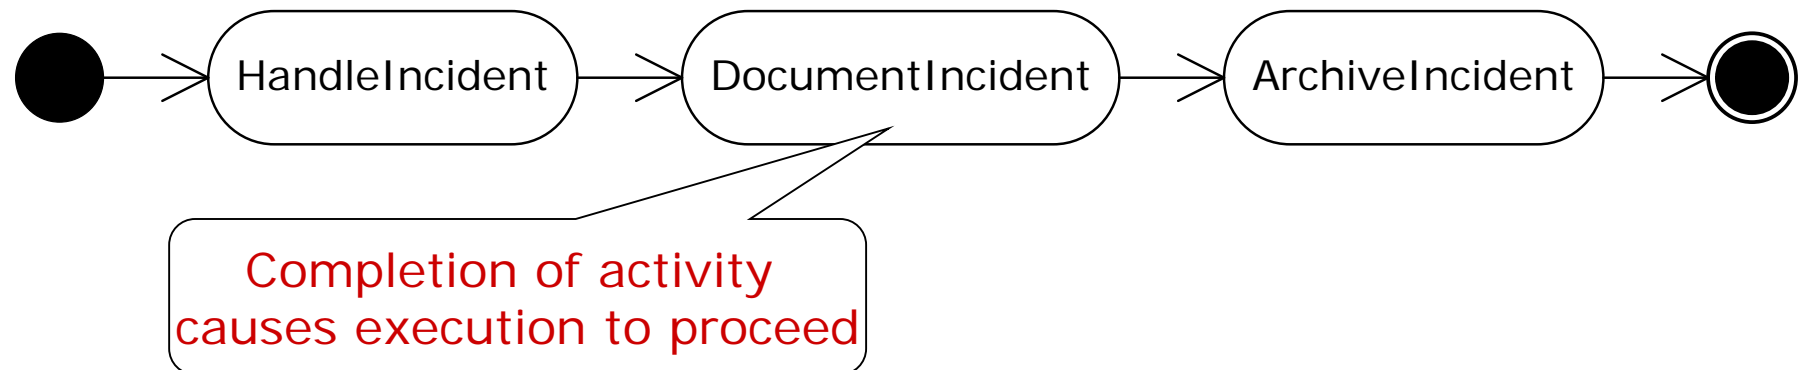 HandleIncident
DocumentIncident
ArchiveIncident
Completion of activity
causes execution to proceed